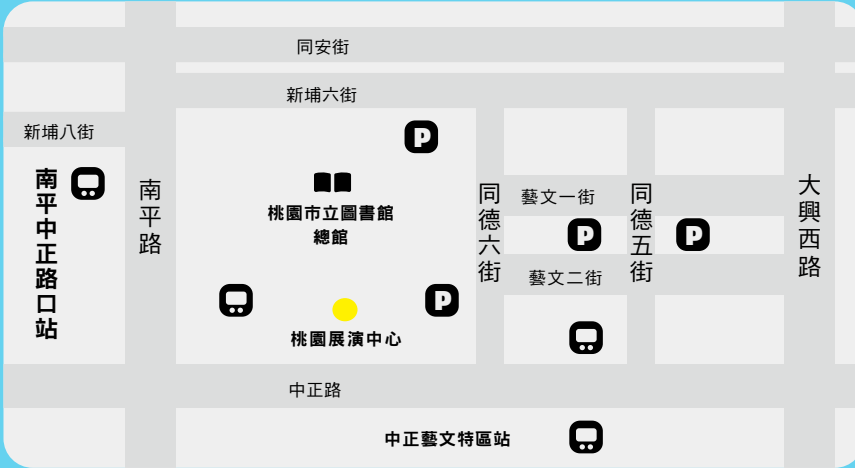 同安街
新埔六街
新埔八街
P
南平中正路口站
南平路
桃園市立圖書館
總館
同德六街
藝文一街
同德五街
大興西路
P
P
藝文二街
P
桃園展演中心
中正路
中正藝文特區站